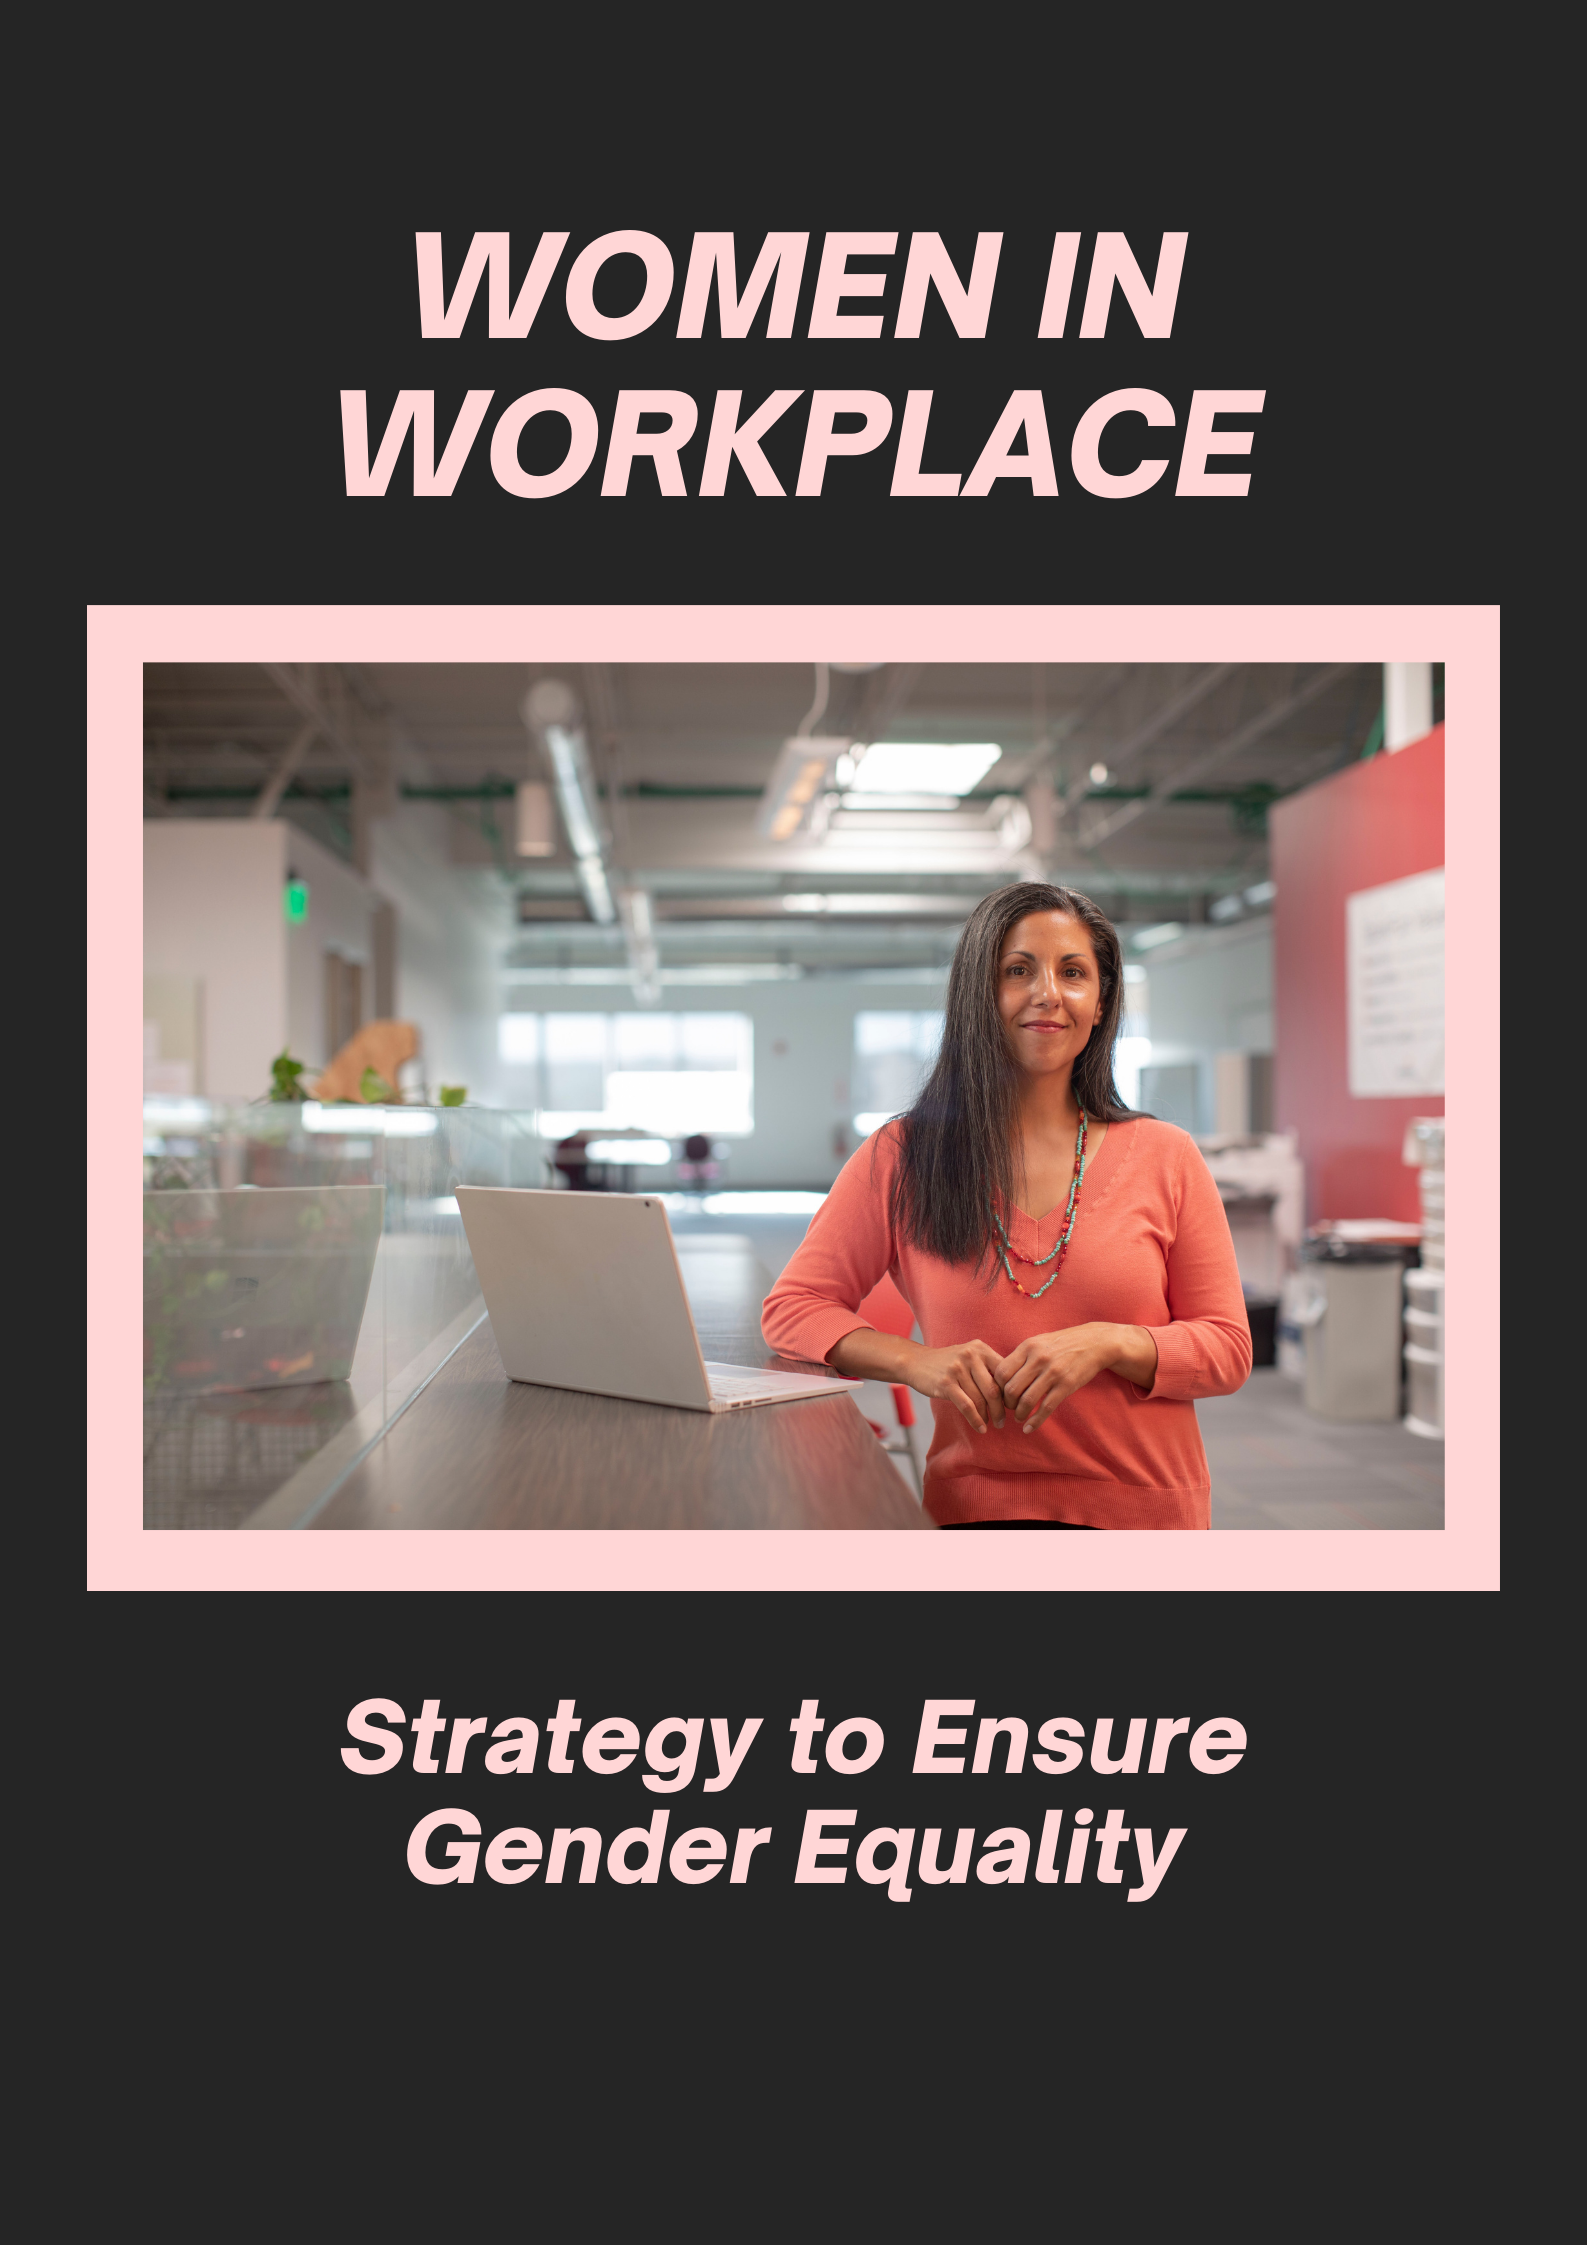 WOMEN IN
WORKPLACE
Strategy to Ensure
Gender Equality